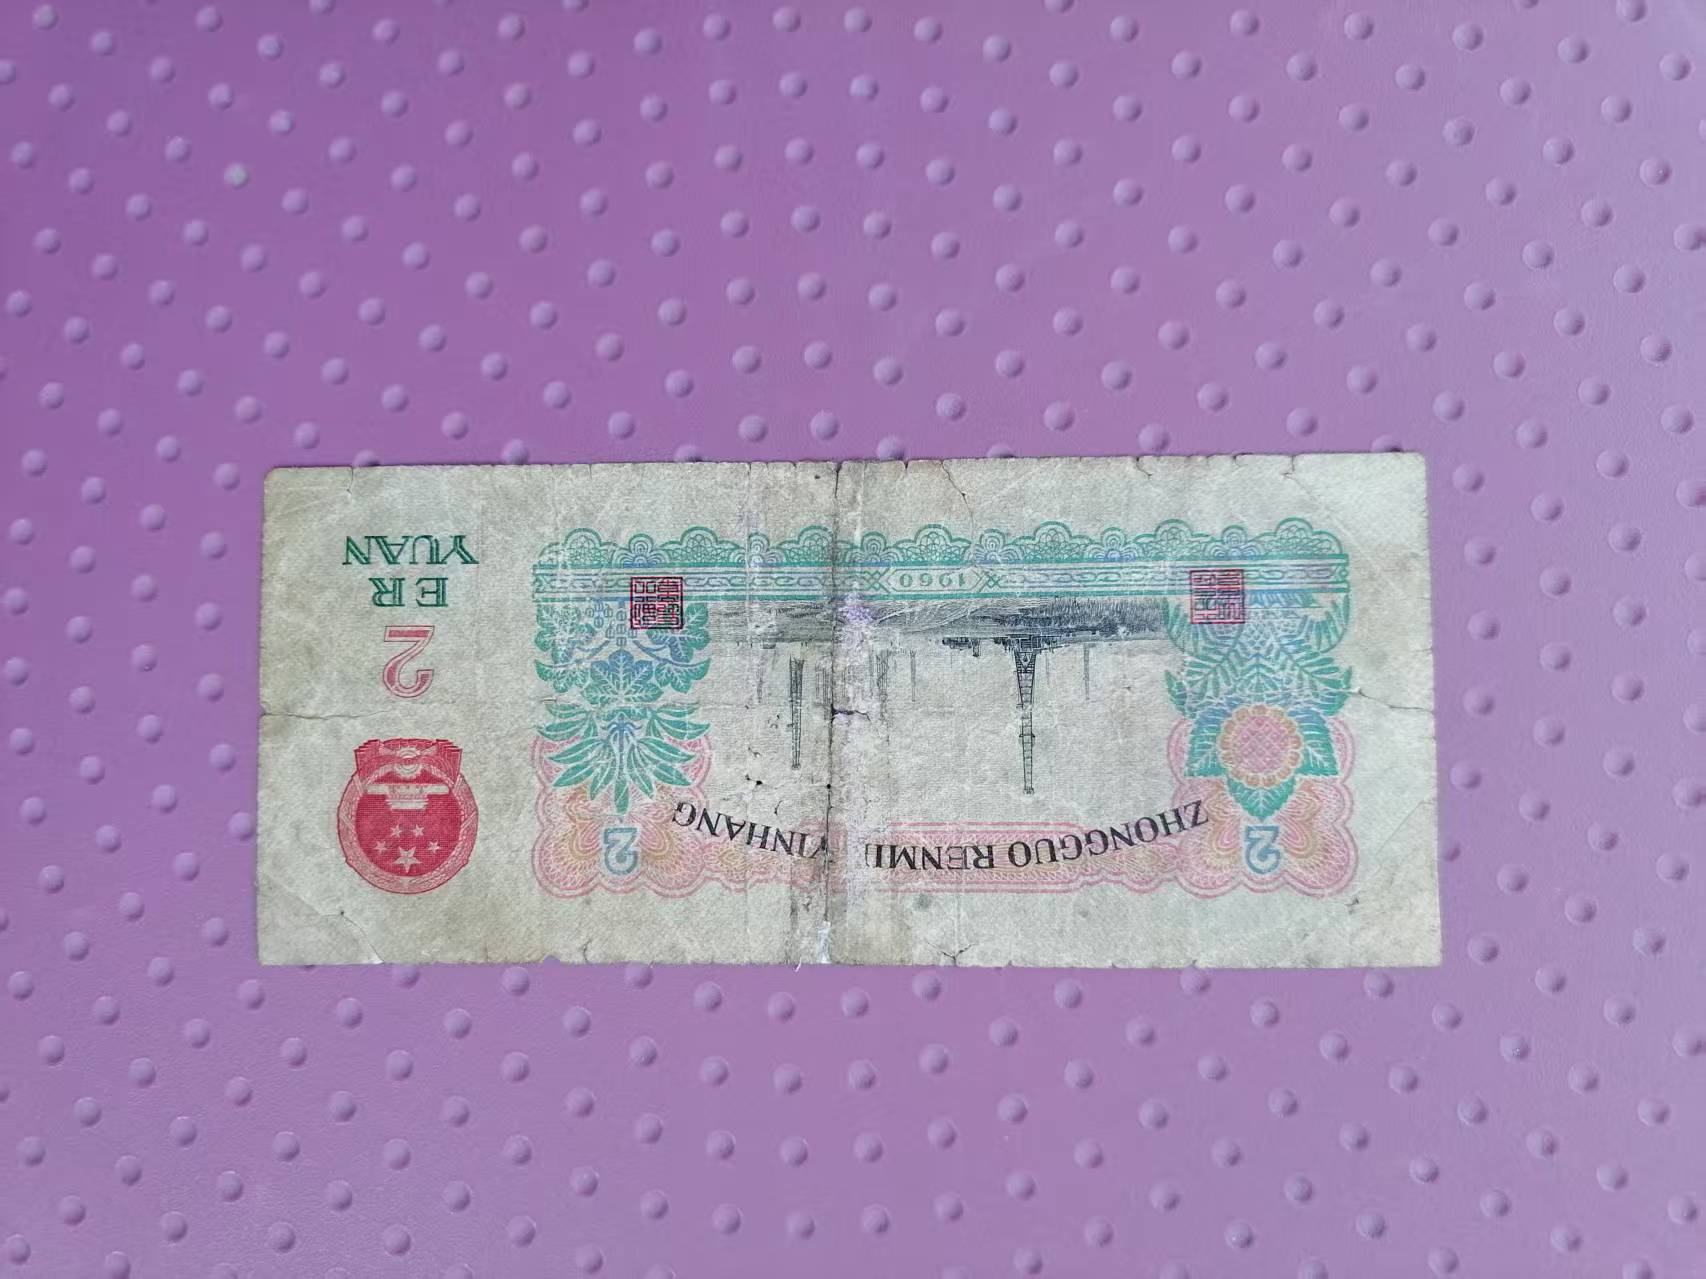 ZHONGGUO RENMIN YINHANG
2
2
2
ER
YUAN
1960